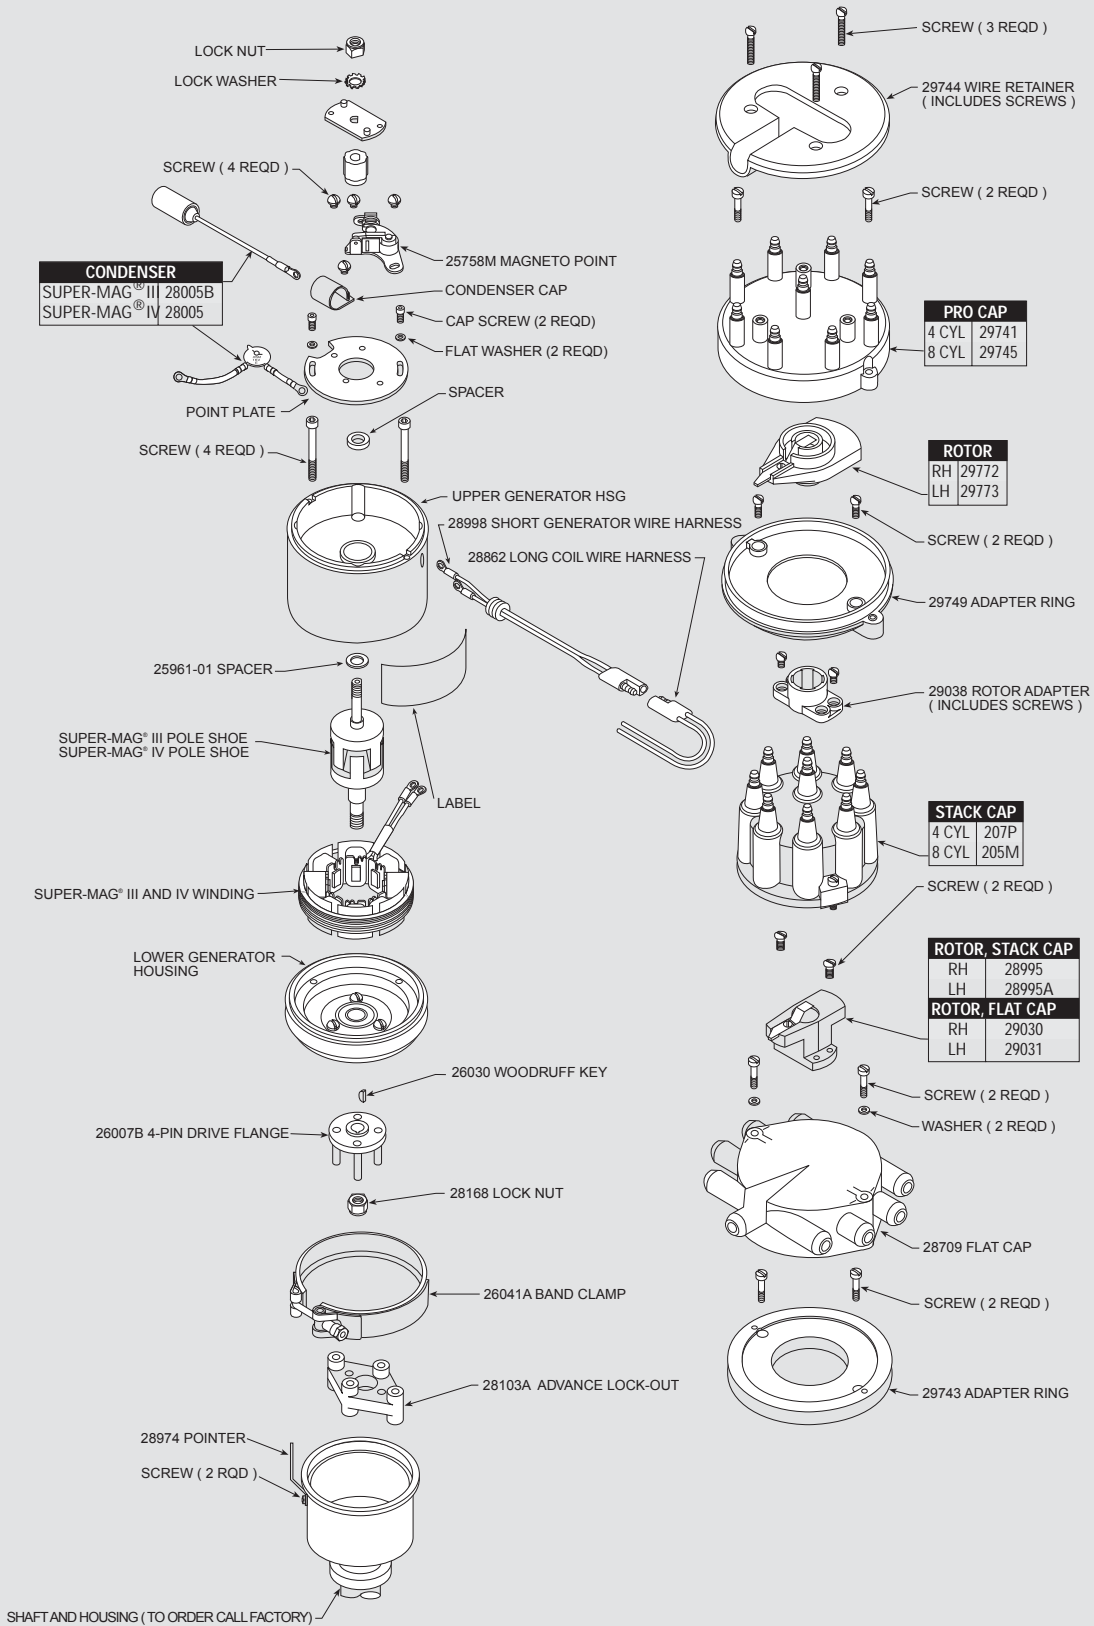 LOCK NUT
LOCK WASHER
SCREW ( 4 REQD )
CONDENSER
SUPER-MAG® III 28005B
SUPER-MAG® IV 28005
25758M MAGNETO POINT
CONDENSER CAP
CAP SCREW (2 REQD)
FLAT WASHER (2 REQD)
POINT PLATE
SPACER
SCREW ( 4 REQD )
UPPER GENERATOR HSG
28998 SHORT GENERATOR WIRE HARNESS
28862 LONG COIL WIRE HARNESS
25961-01 SPACER
SUPER-MAG® III POLE SHOE
SUPER-MAG® IV POLE SHOE
LABEL
SUPER-MAG® III AND IV WINDING
LOWER GENERATOR
HOUSING
26030 WOODRUFF KEY
26007B 4-PIN DRIVE FLANGE
28168 LOCK NUT
26041A BAND CLAMP
28103A ADVANCE LOCK-OUT
28974 POINTER
SCREW ( 2 RQD )
SHAFT AND HOUSING ( TO ORDER CALL FACTORY)
SCREW ( 3 REQD )
29744 WIRE RETAINER
( INCLUDES SCREWS )
SCREW ( 2 REQD )
PRO CAP
4 CYL 29741
8 CYL 29745
ROTOR
RH 29772
LH 29773
SCREW ( 2 REQD )
29749 ADAPTER RING
29038 ROTOR ADAPTER
( INCLUDES SCREWS )
STACK CAP
4 CYL 207P
8 CYL 205M
SCREW ( 2 REQD )
ROTOR, STACK CAP
RH 28995
LH 28995A
ROTOR, FLAT CAP
RH 29030
LH 29031
SCREW ( 2 REQD )
WASHER ( 2 REQD )
28709 FLAT CAP
SCREW ( 2 REQD )
29743 ADAPTER RING